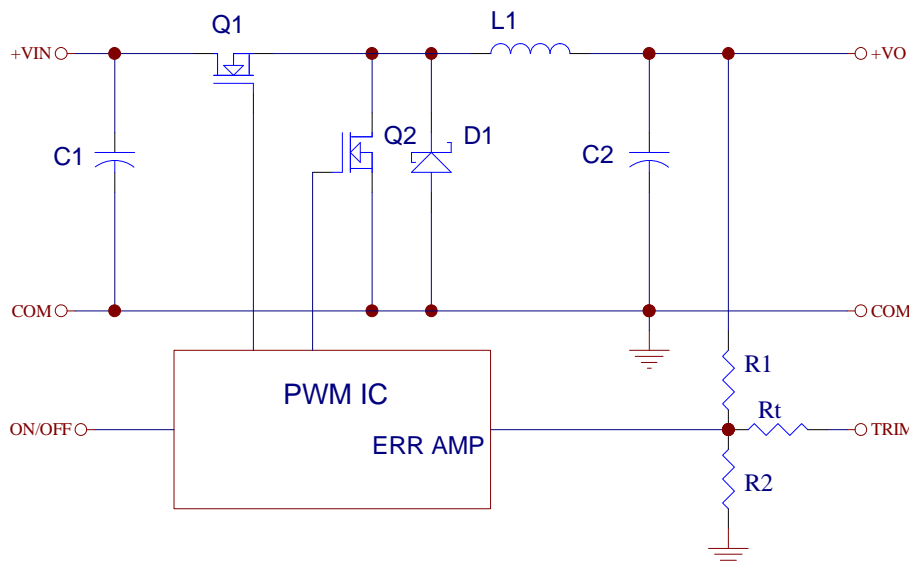 Q1
L1
+VIN
+VO
C1
Q2
D1
C2
COM
COM
PWM IC
R1
Rt
ON/OFF
ERR AMP
TRIM
R2